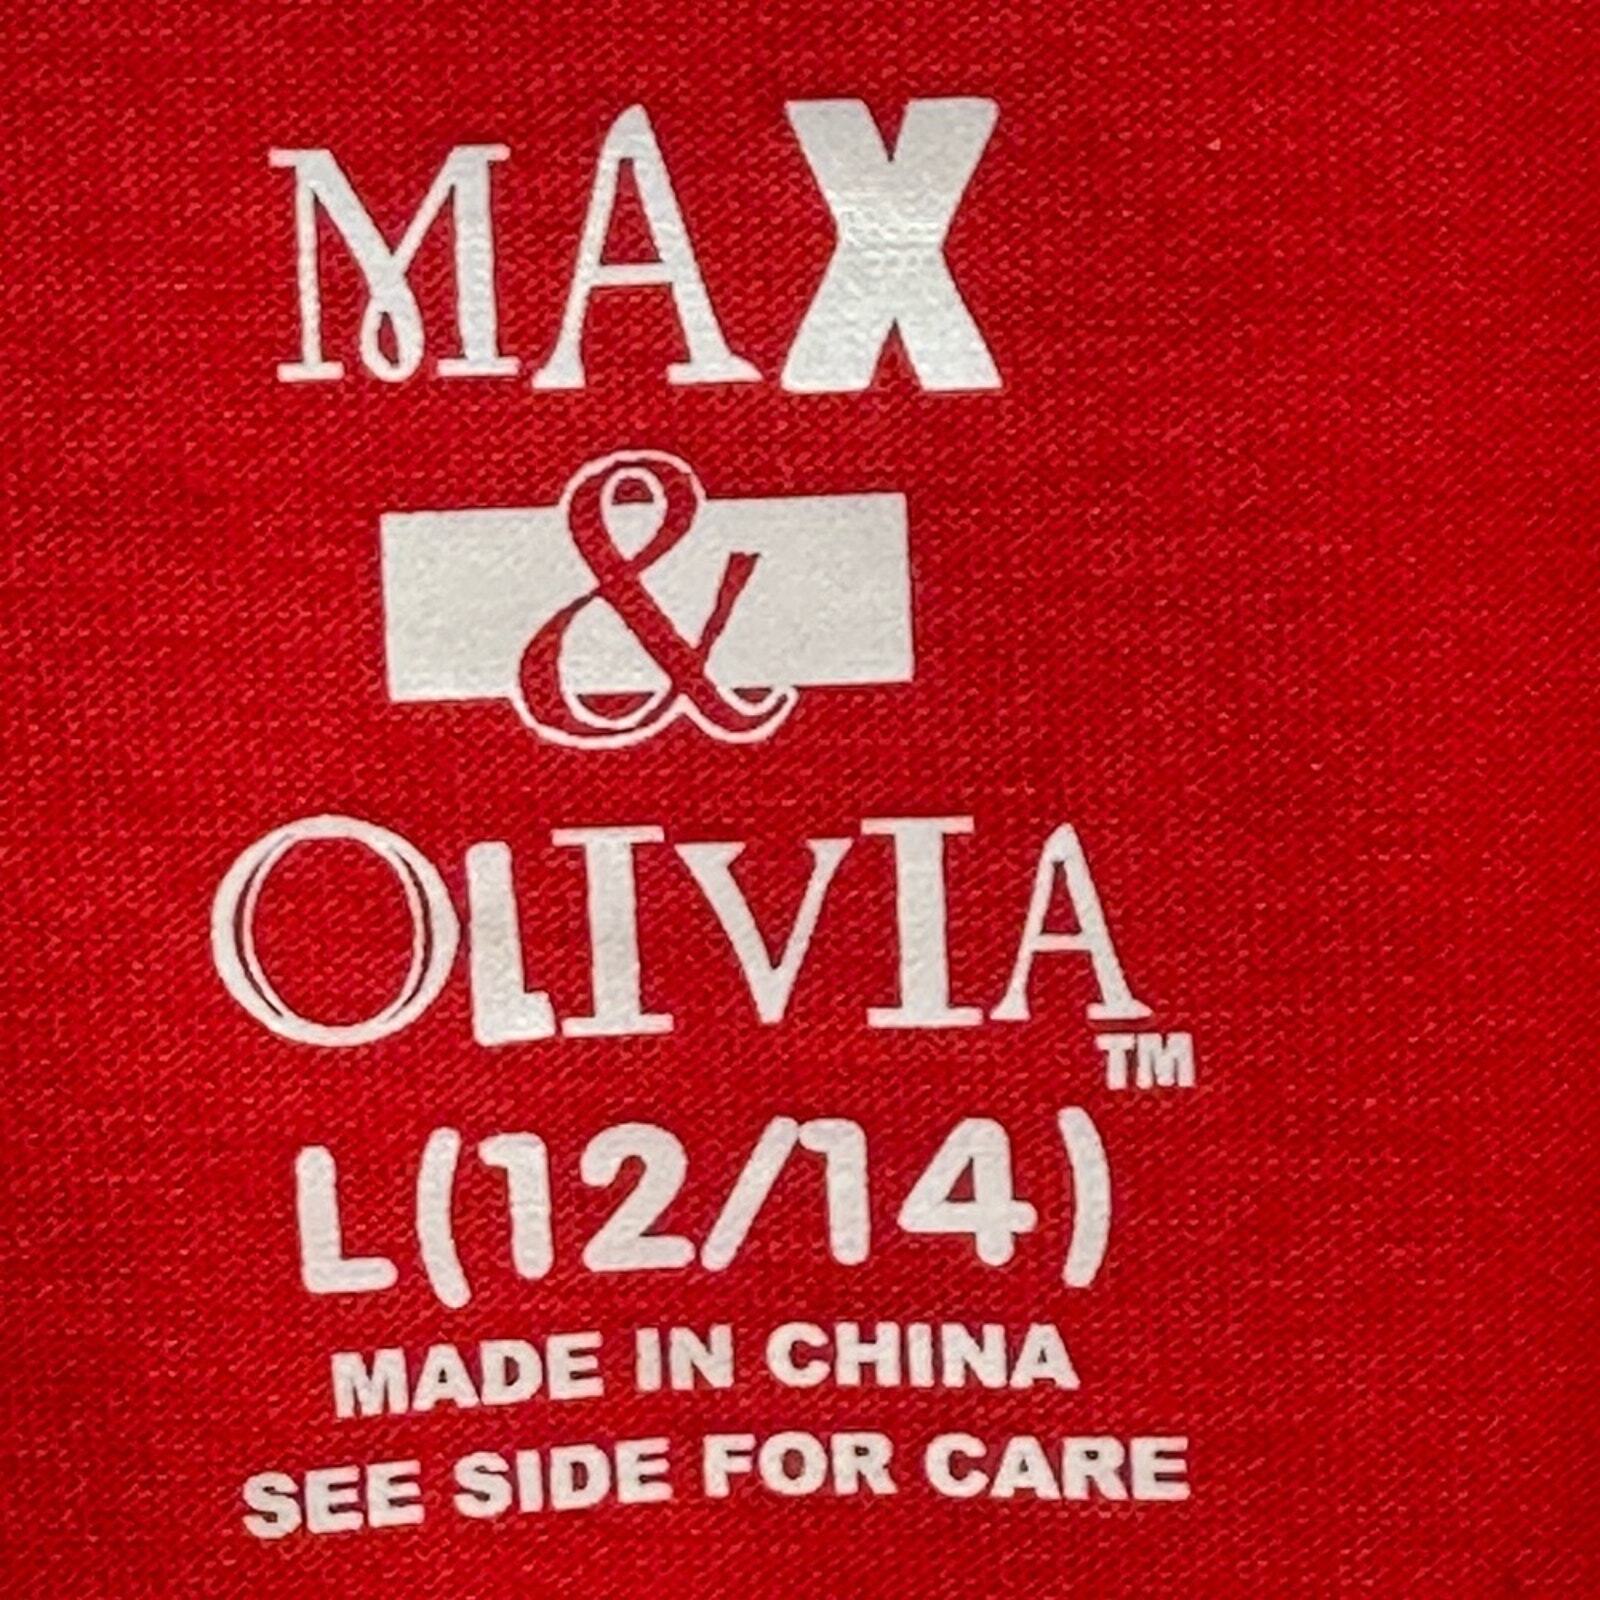 MAX
&
OLIVIA
TM
L(12/14)
MADE IN CHINA
SEE SIDE FOR CARE